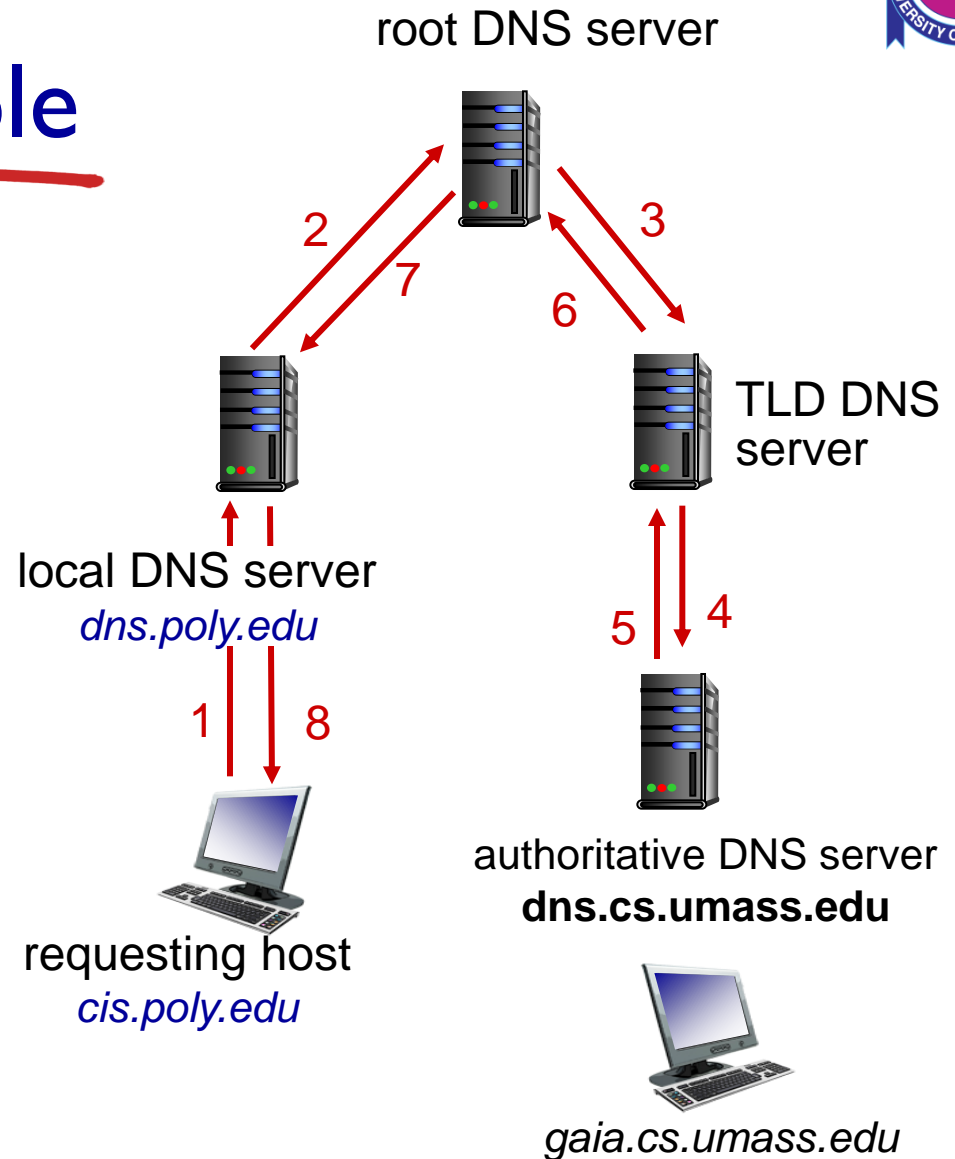 root DNS server
2
3
7
6
TLD DNS
server
local DNS server
dns.poly.edu
5
4
1
8
authoritative DNS server
dns.cs.umass.edu
requesting host
cis.poly.edu
gaia.cs.umass.edu